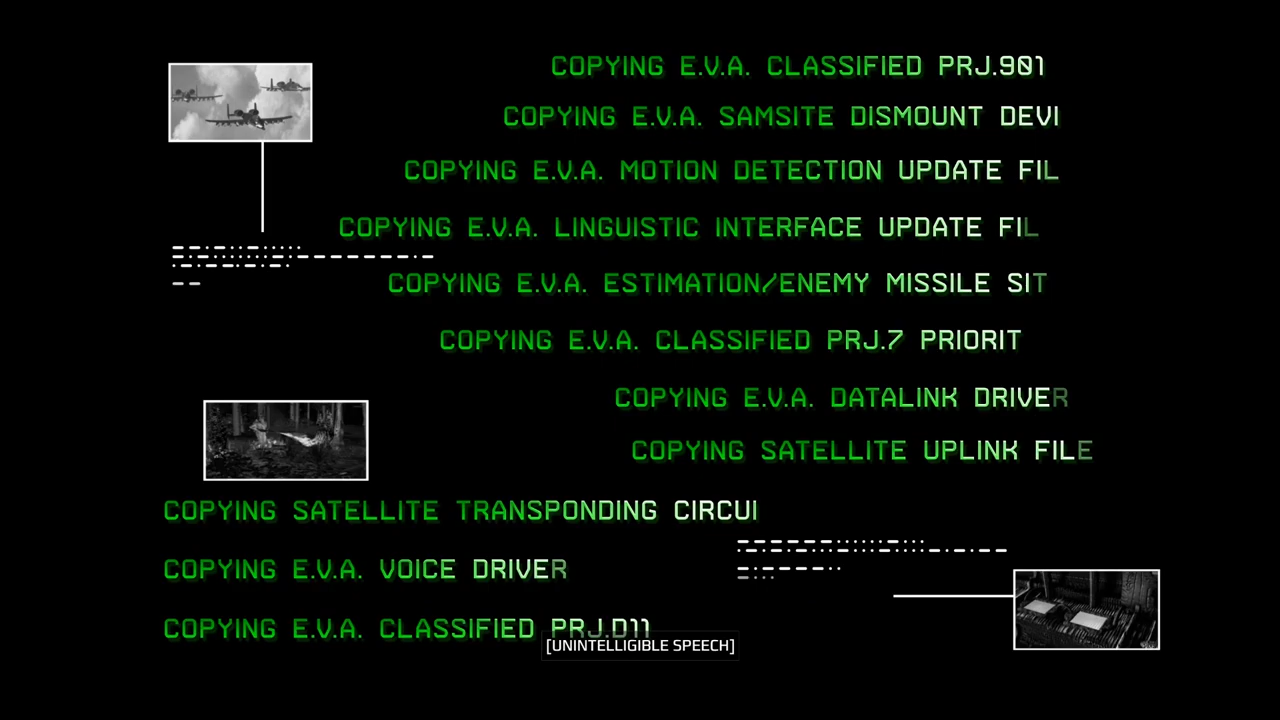 COPYING E.V.A. CLASSIFIED PRJ.901
COPYING E.V.A. SAMSITE DISMOUNT DEVI
COPYING E.V.A. MOTION DETECTION UPDATE FIL
COPYING E.V.A. LINGUISTIC INTERFACE UPDATE FIL
COPYING E.V.A. ESTIMATION/ENEMY MISSILE SIT
COPYING E.V.A. CLASSIFIED PRJ.7 PRIORIT
COPYING E.V.A. DATALINK DRIVER
COPYING SATELLITE UPLINK FILE
COPYING SATELLITE TRANSPONDING CIRCUI
COPYING E.V.A. VOICE DRIVER
COPYING E.V.A. CLASSIFIED PRJ.D11
[UNINTELLIGIBLE SPEECH]